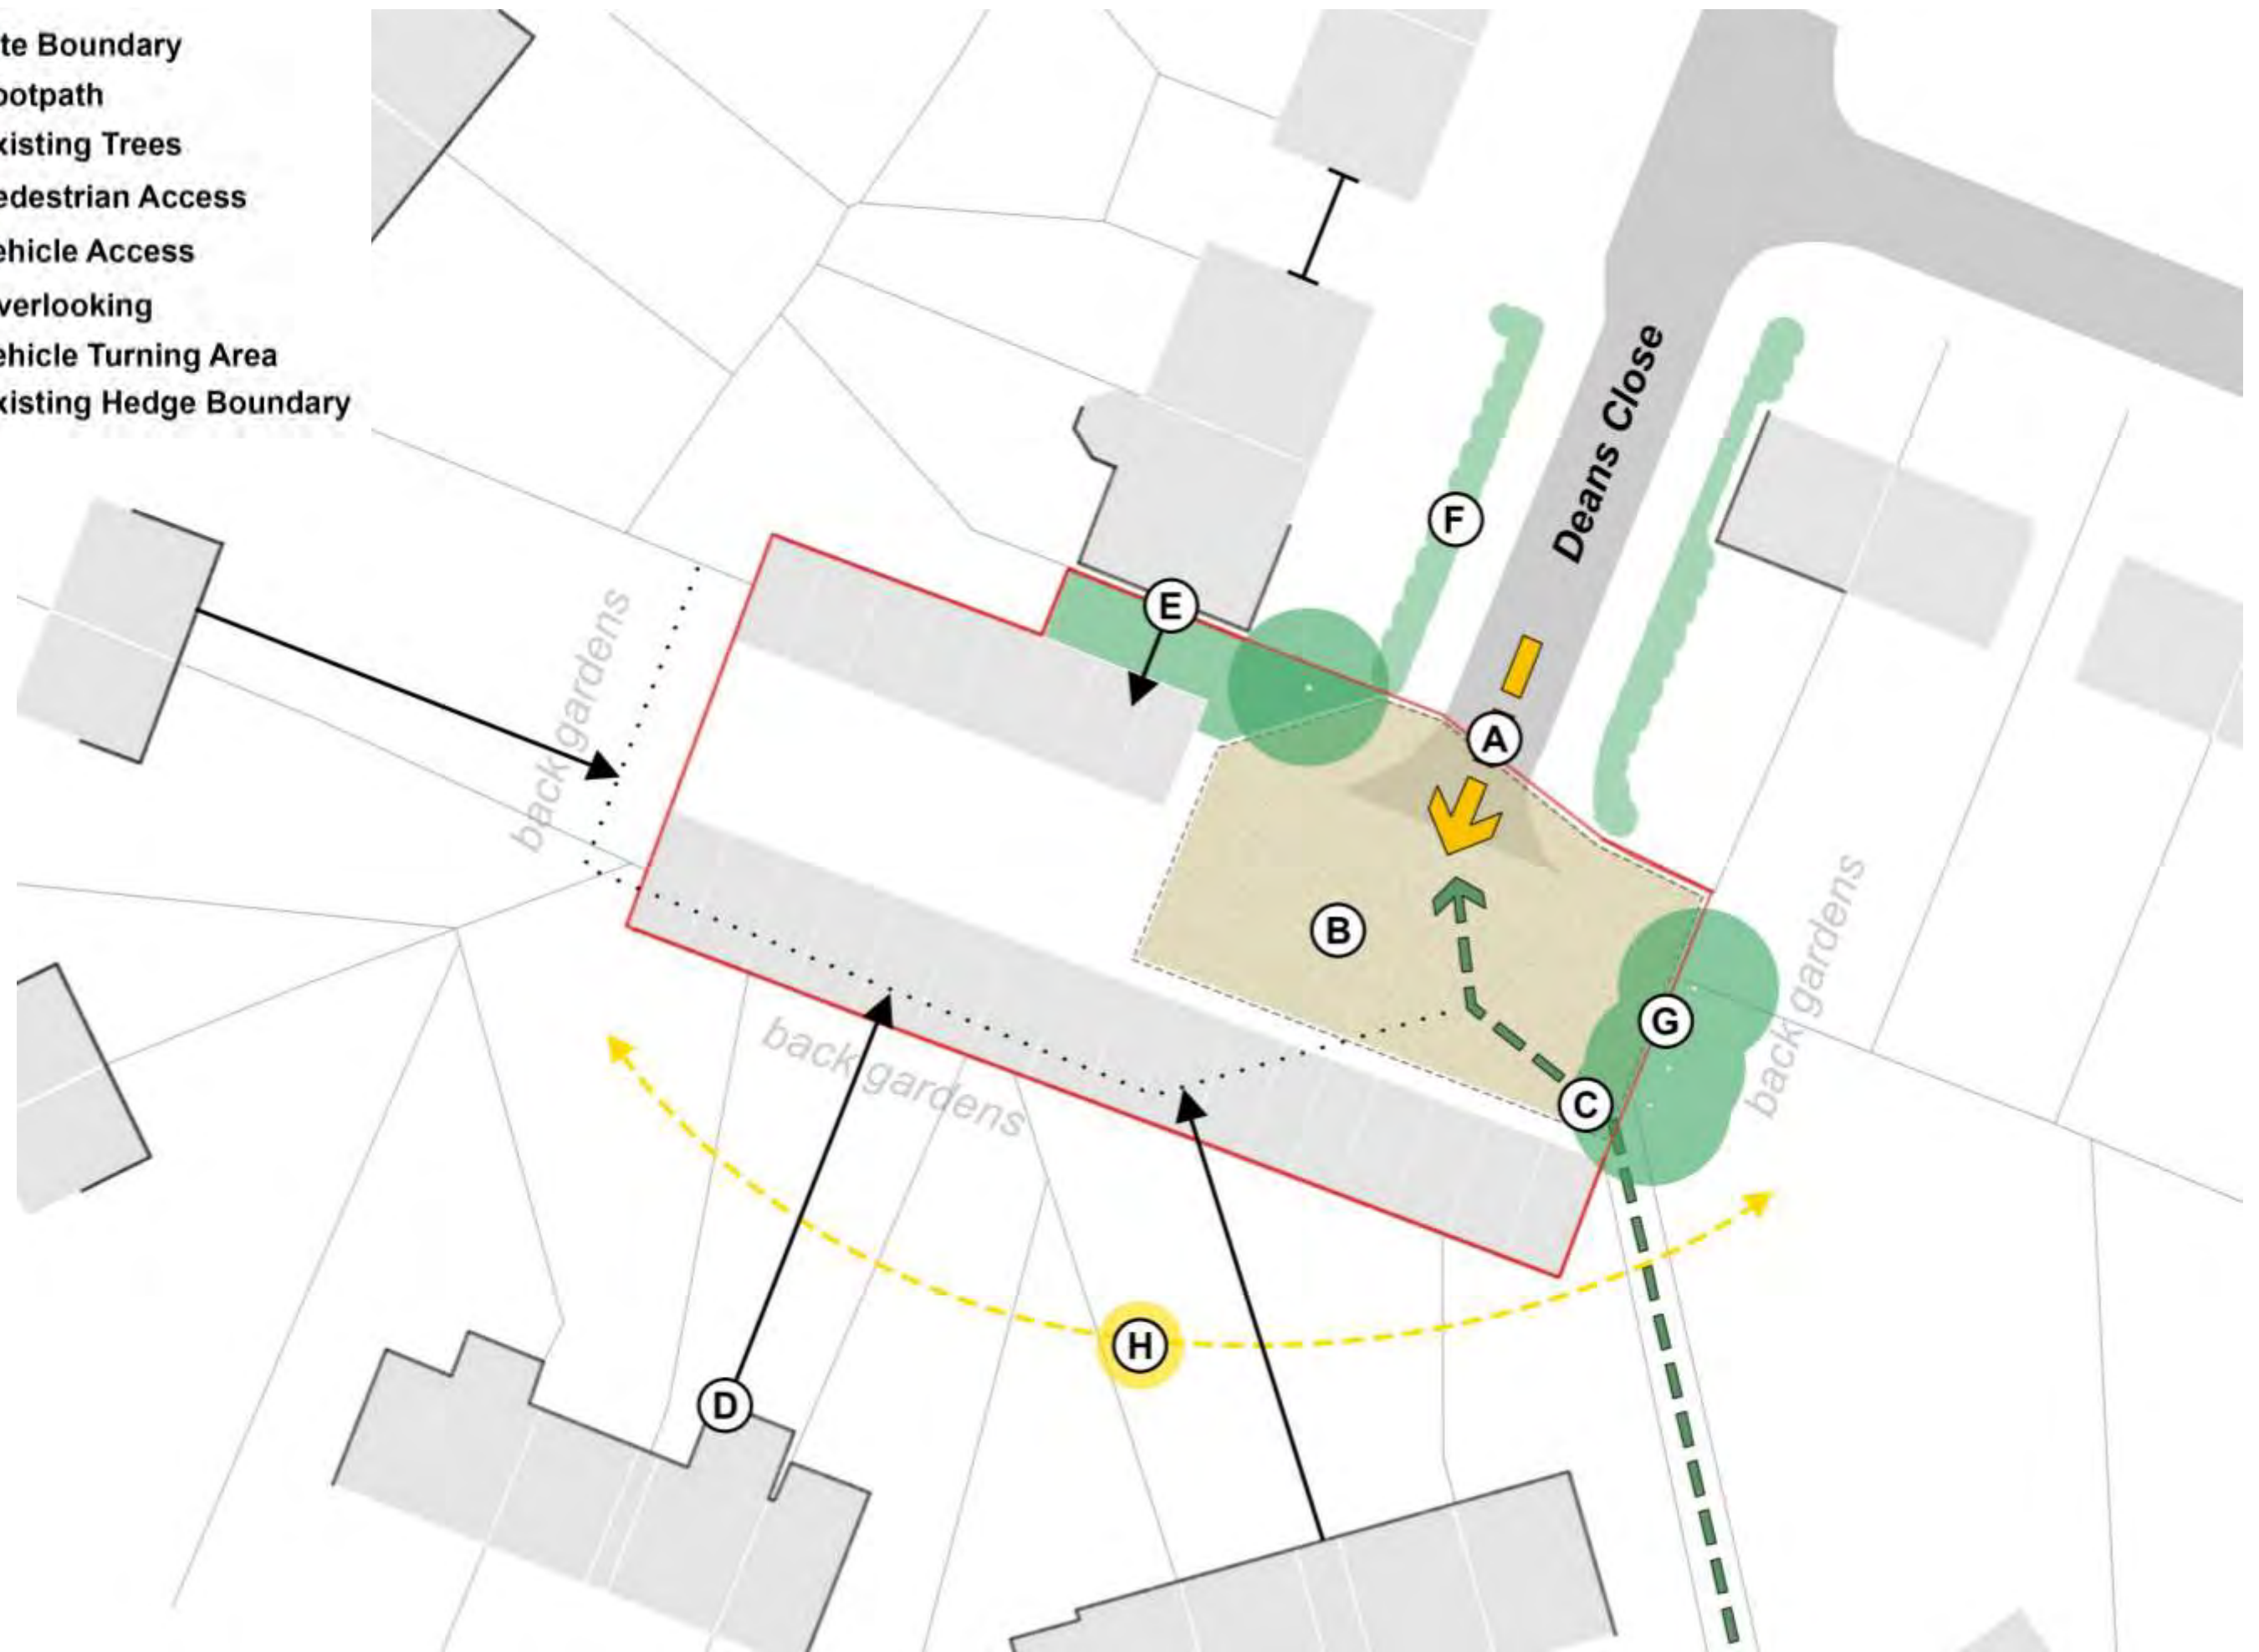 te Boundary
ootpath
xisting Trees
edestrian Access
ehicle Access
verlooking
ehicle Turning Area
xisting Hedge Boundary
Deans Close
F
E
A
back gardens
B
G
back gardens
C
back gardens
H
D